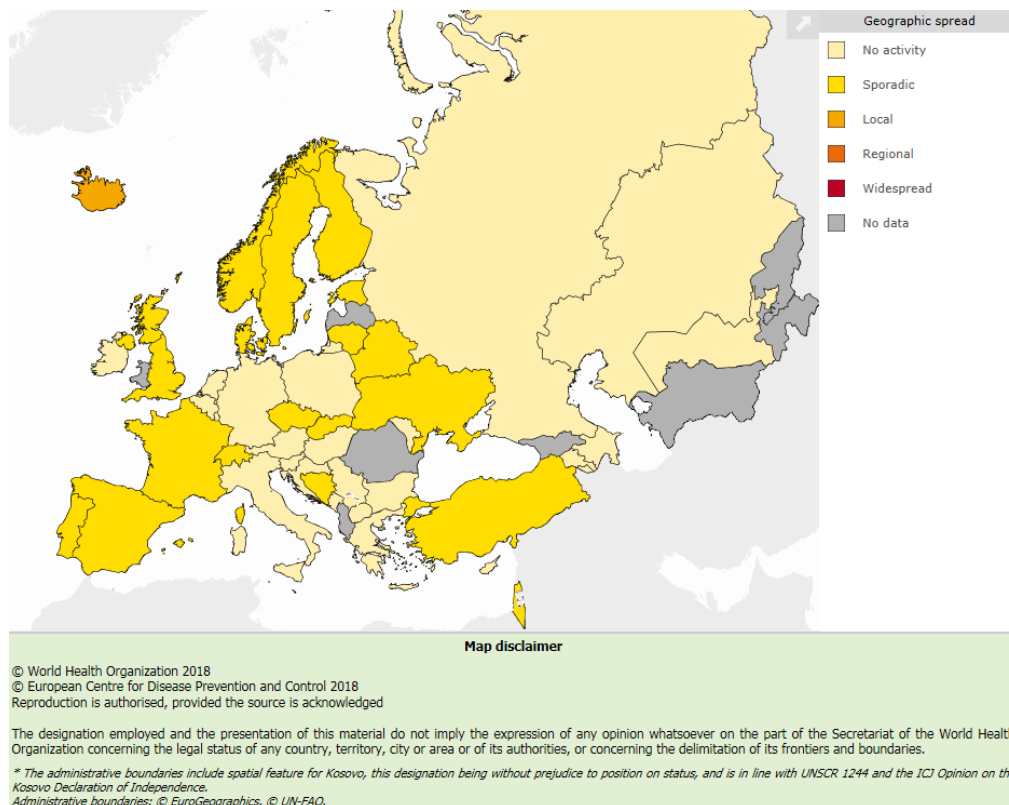 Geographic spread
No activity
Sporadic
Local
Regional
Widespread
No data
Map disclaimer
© World Health Organization 2018
© European Centre for Disease Prevention and Control 2018
Reproduction is authorised, provided the source is acknowledged
The designation employed and the presentation of this material do not imply the expression of any opinion whatsoever on the part of the Secretariat of the World Health
Organization concerning the legal status of any country, territory, city or area or of its authorities, or concerning the delimitation of its frontiers and boundaries.
* The administrative boundaries include spatial feature for Kosovo, this designation being without prejudice to position on status, and is in line with UNSCR 1244 and the ICJ Opinion on the
Kosovo Declaration of Independence.
Administrative boundaries: © EuroGeographics, © UN-FAO.